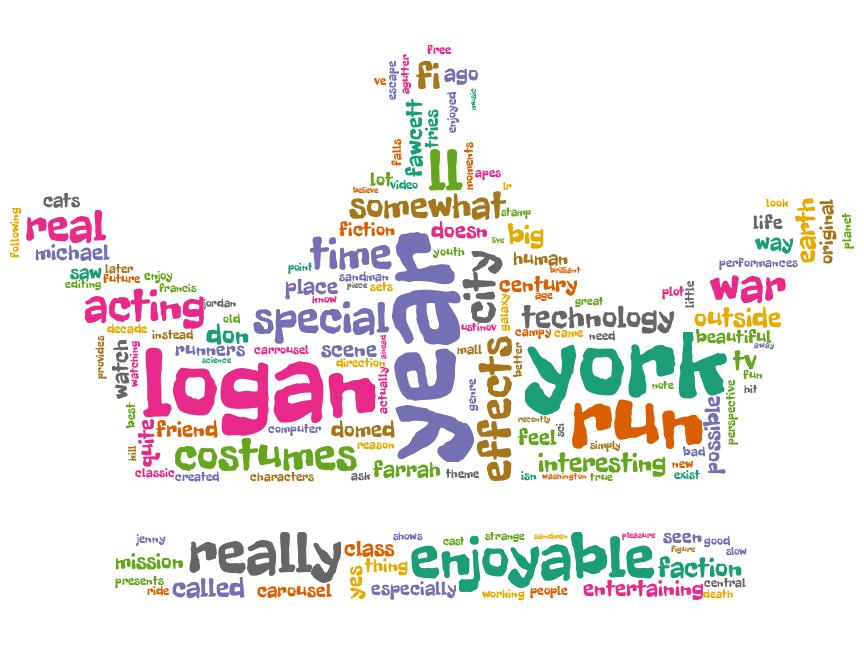 free
ve
escape
agutter
fi
ago
music
fawcett
tries
enjoyed
falls
ll
moments
apes
lot
video
believe
lr
somewhat
stamp
cats
real
following
michael
saw
later
future
editing
enjoy
francis
acting
jordan
decade
instead
old
don
provides
watch
watching
runners
science
carrousel
scene
fiction
doesn
live
big
time
youth
point
sandman
place
piece
sets
know
special
year
city
human
brilliant
century
age
galaxy
great
ustinov
technology
campy
came
need
direction
ahead
actually
mall
effects
better
genre
logan
york
note
run
best
kill
quite
friend
computer
domed
reason
costumes
classic
created
characters
ask
farrah
theme
recently
feel
sci
simply
interesting
isn
washington
true
new
exist
bad
possible
perspective
hit
fun
tv
away
beautiful
outside
war
plot
little
performances
way
life
look
earth
original
planet
jenny
mission
presents
ride
called
really
carousel
class
yes
thing
shows
especially
cast
strange
sandmen
enjoyable
working
people
pleasure
seen
good
figure
slow
faction
entertaining
central
death